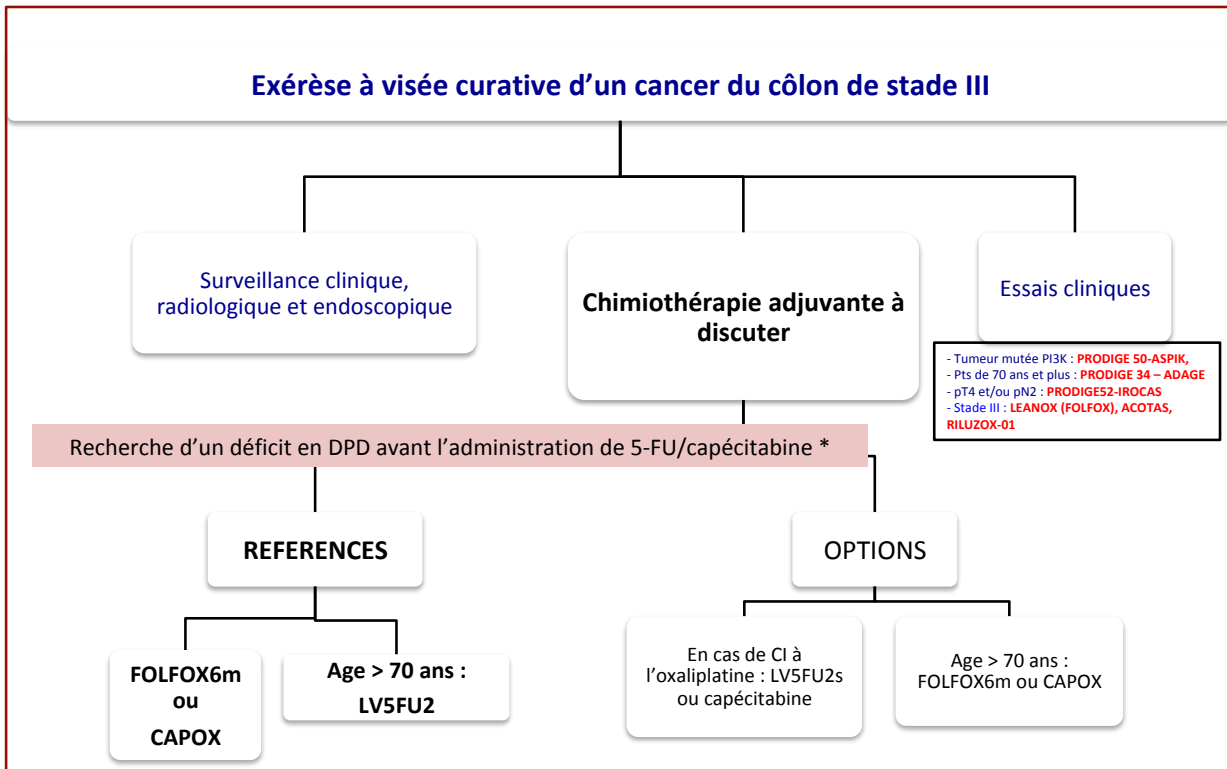 Exérèse à visée curative d'un cancer du côlon de stade III
Surveillance clinique,
radiologique et endoscopique
Chimiothérapie adjuvante à
discuter
Essais cliniques
- Tumeur mutée PI3K : PRODIGE 50-ASPIK,
- Pts de 70 ans et plus : PRODIGE 34 – ADAGE
- pT4 et/ou pN2 : PRODIGE52-IROCAS
- Stade III : LEANOX (FOLFOX), ACOTAS,
RILUZOX-01
Recherche d'un déficit en DPD avant l'administration de 5-FU/capécitabine *
REFERENCES
OPTIONS
FOLFOX6m
ou
CAPOX
Age > 70 ans :
LV5FU2
En cas de CI à
l'oxaliplatine : LV5FU2s
ou capécitabine
Age > 70 ans :
FOLFOX6m ou CAPOX